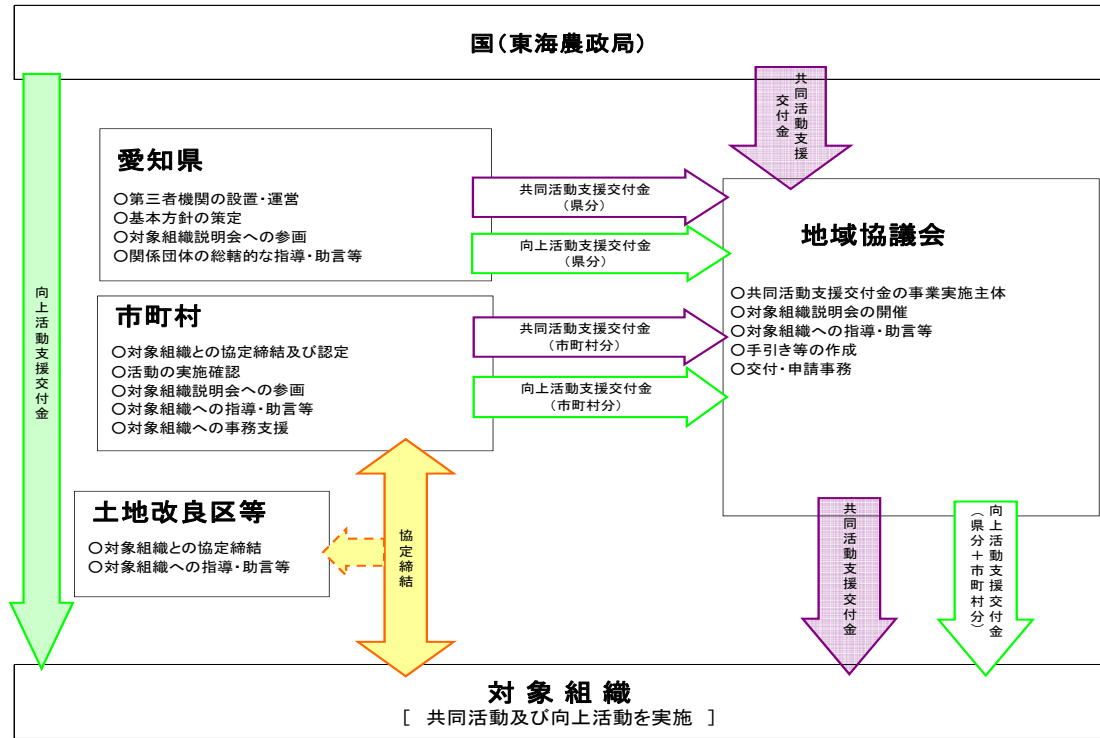 国(東海農政局)
共同活動支援
交付金
愛知県
○第三者機関の設置・運営
○基本方針の策定
○対象組織説明会への参画
○関係団体の総轄的な指導・助言等
共同活動支援交付金
(県分)
向上活動支援交付金
(県分)
地域協議会
○共同活動支援交付金の事業実施主体
○対象組織説明会の開催
○対象組織への指導・助言等
○手引き等の作成
○交付・申請事務
向上活動支援交付金
市町村
○対象組織との協定締結及び認定
○活動の実施確認
○対象組織説明会への参画
○対象組織への指導・助言等
○対象組織への事務支援
共同活動支援交付金
(市町村分)
向上活動支援交付金
(市町村分)
土地改良区等
○対象組織との協定締結
○対象組織への指導・助言等
協定締結
共同活動支援交付金
向上活動支援交付金
(県分+市町村分)
対象組織
[ 共同活動及び向上活動を実施 ]